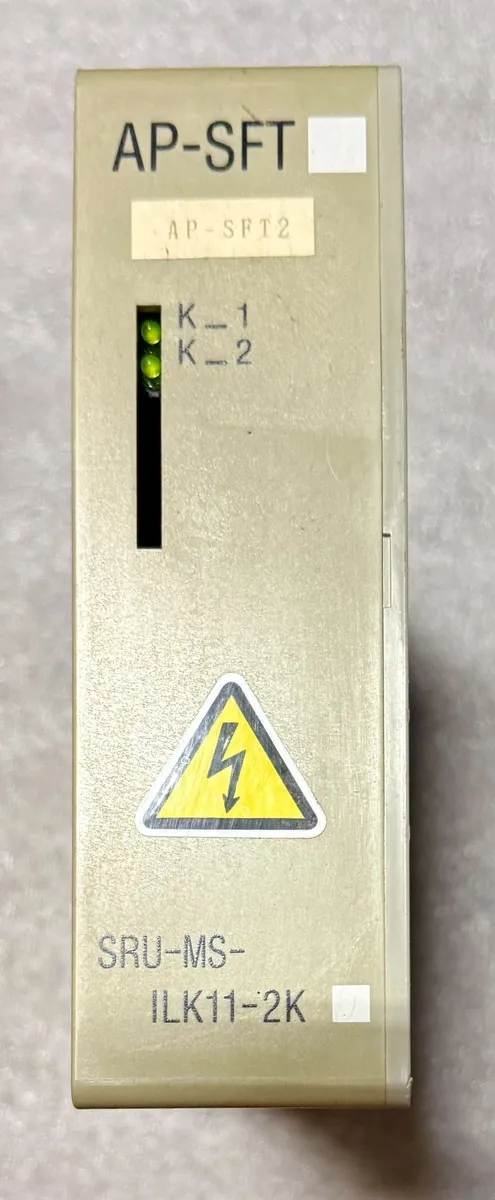 AP-SFT
AP-SFT2
K_1
K_2
SRU-MS-
ILK11-2K